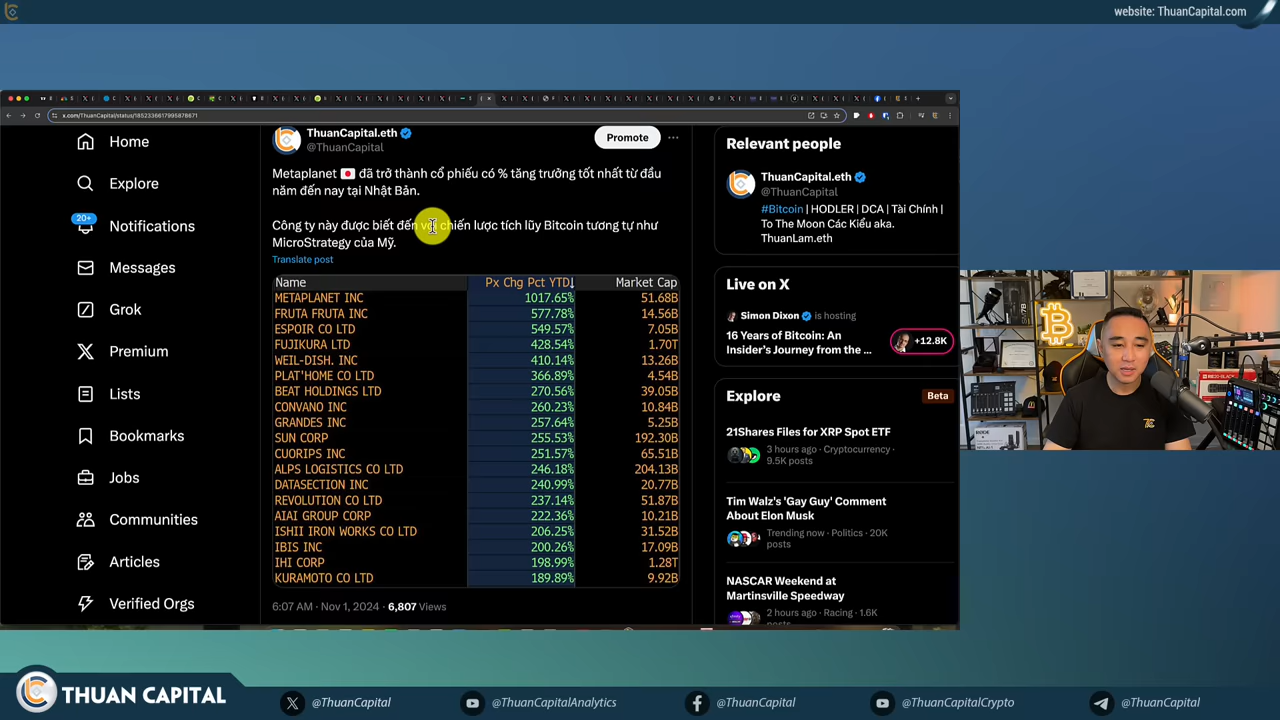 website: ThuanCapital.com
x.com/ThuanCapital/status/1852336617995878671
Home
Explore
20+
Notifications
Messages
Grok
Premium
Lists
Bookmarks
Jobs
Communities
Articles
Verified Orgs
ThuanCapital.eth
@ThuanCapital
Promote
Metaplanet 🇯🇵 đã trở thành cổ phiếu có % tăng trưởng tốt nhất từ đầu
năm đến nay tại Nhật Bản.
Công ty này được biết đến với chiến lược tích lũy Bitcoin tương tự như
MicroStrategy của Mỹ.
Translate post
Name Px Chg Pct YTD↓ Market Cap
METAPLANET INC 1017.65% 51.68B
FRUTA FRUTA INC 577.78% 14.56B
ESPOIR CO LTD 549.57% 7.05B
FUJIKURA LTD 428.54% 1.70T
WEIL-DISH. INC 410.14% 13.26B
PLAT'HOME CO LTD 366.89% 4.54B
BEAT HOLDINGS LTD 270.56% 39.05B
CONVANO INC 260.23% 10.84B
GRANDES INC 257.64% 5.25B
SUN CORP 255.53% 192.30B
CUORIPS INC 251.57% 65.51B
ALPS LOGISTICS CO LTD 246.18% 204.13B
DATASECTION INC 240.99% 20.77B
REVOLUTION CO LTD 237.14% 51.87B
AIAI GROUP CORP 222.36% 10.21B
ISHII IRON WORKS CO LTD 206.25% 31.52B
IBIS INC 200.26% 17.09B
IHI CORP 198.99% 1.28T
KURAMOTO CO LTD 189.89% 9.92B
6:07 AM · Nov 1, 2024 · 6,807 Views
Relevant people
ThuanCapital.eth
@ThuanCapital
#Bitcoin | HODLER | DCA | Tài Chính |
To The Moon Các Kiểu aka.
ThuanLam.eth
Live on X
Simon Dixon is hosting
16 Years of Bitcoin: An
Insider's Journey from the ...
+12.8K
Explore
Beta
21Shares Files for XRP Spot ETF
3 hours ago · Cryptocurrency ·
9.5K posts
Tim Walz's 'Gay Guy' Comment
About Elon Musk
Trending now · Politics · 20K
posts
NASCAR Weekend at
Martinsville Speedway
2 hours ago · Racing · 1.6K
posts
THUAN CAPITAL
@ThuanCapital
@ThuanCapitalAnalytics
@ThuanCapital
@ThuanCapitalCrypto
@ThuanCapital